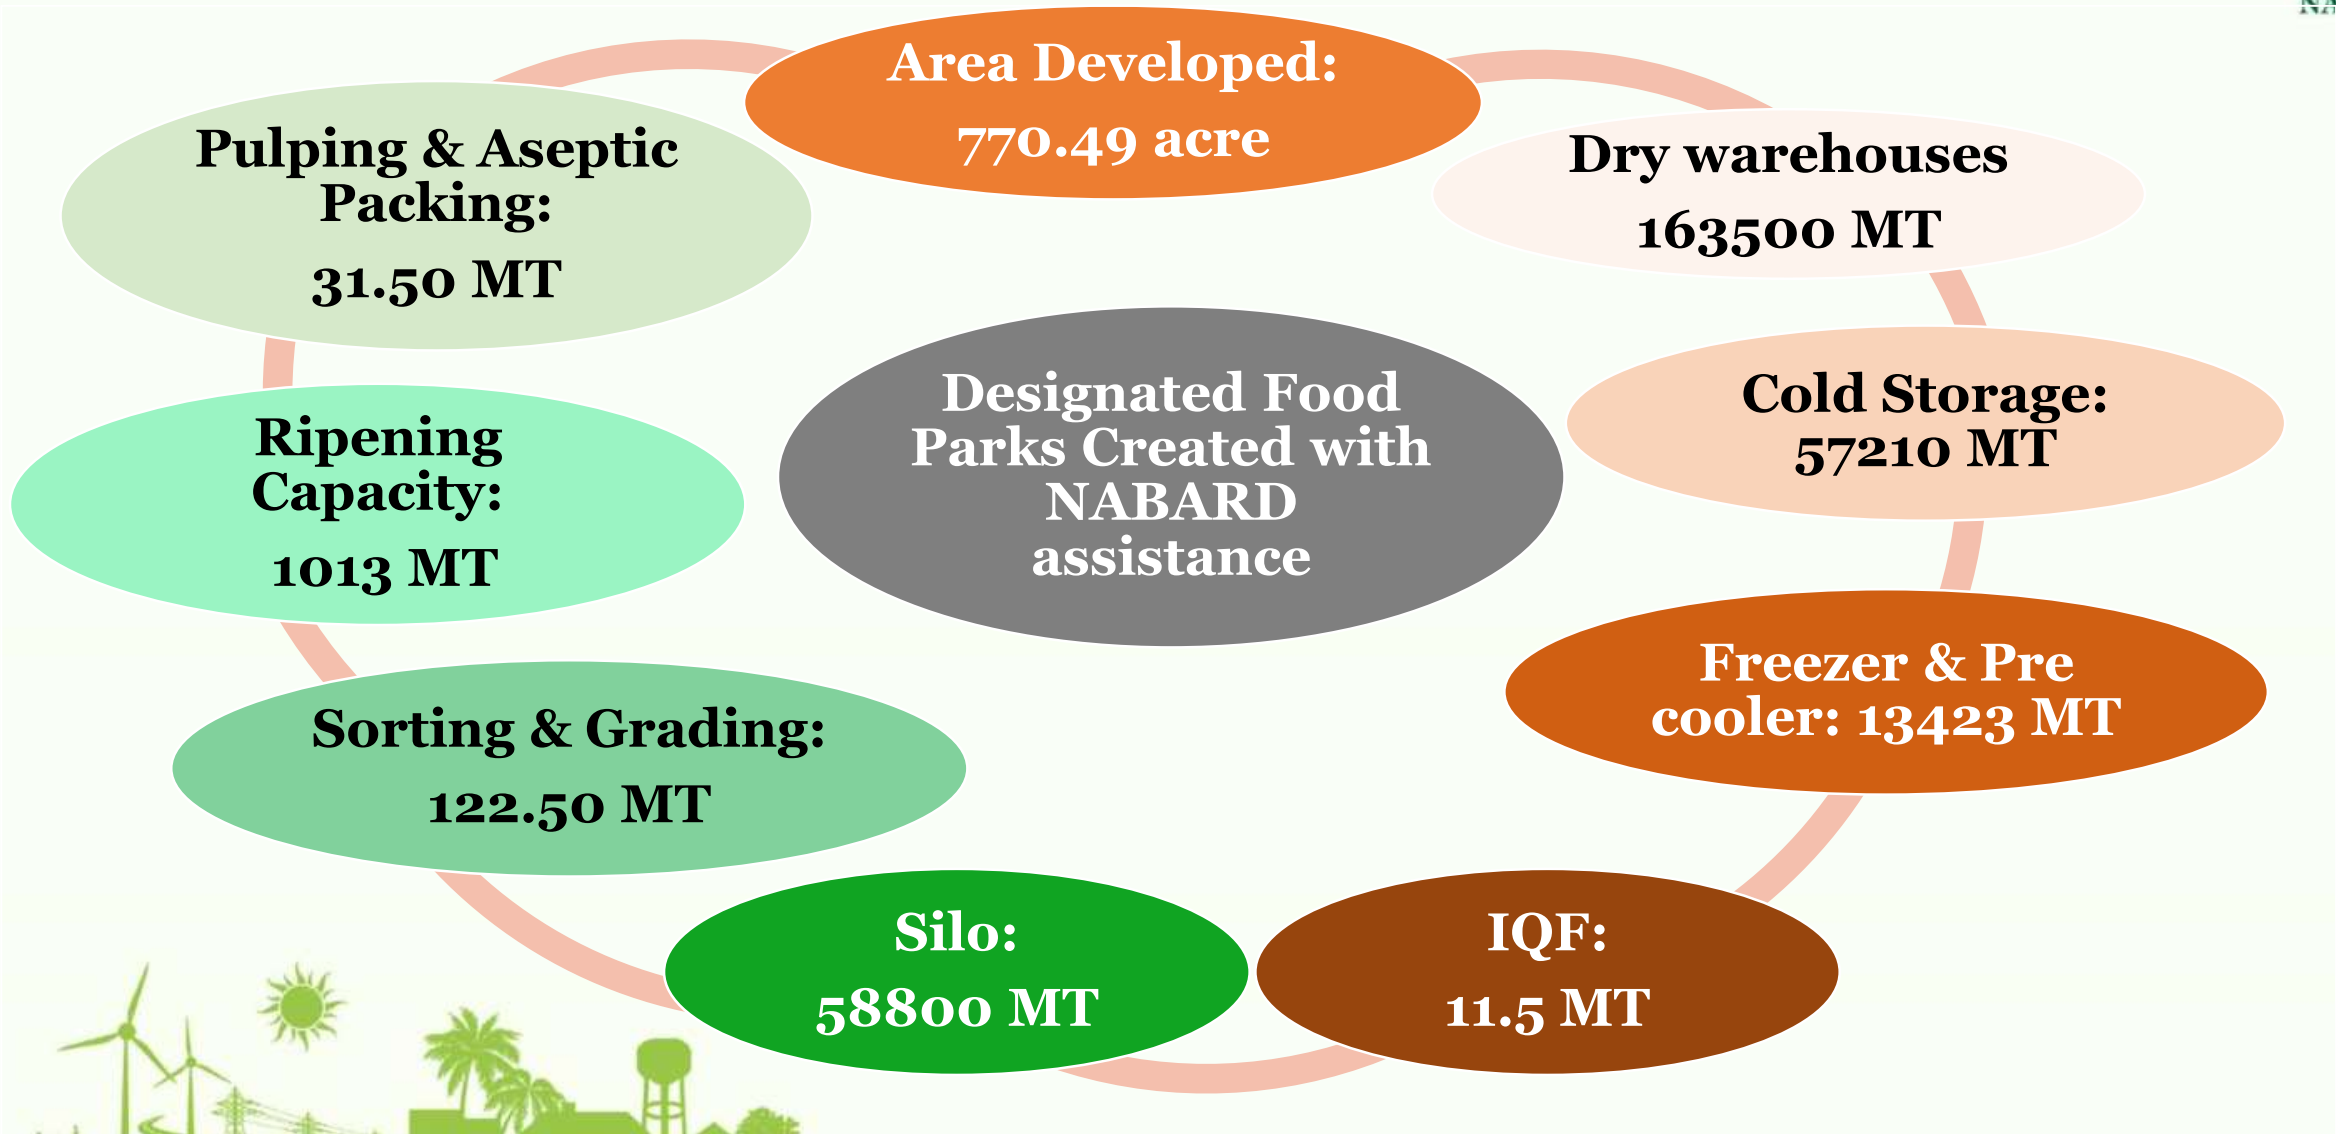 Area Developed:
770.49 acre
Dry warehouses
163500 MT
Cold Storage:
57210 MT
Freezer & Pre
cooler: 13423 MT
IQF:
11.5 MT
Silo:
58800 MT
Sorting & Grading:
122.50 MT
Ripening
Capacity:
1013 MT
Pulping & Aseptic
Packing:
31.50 MT
Designated Food
Parks Created with
NABARD
assistance